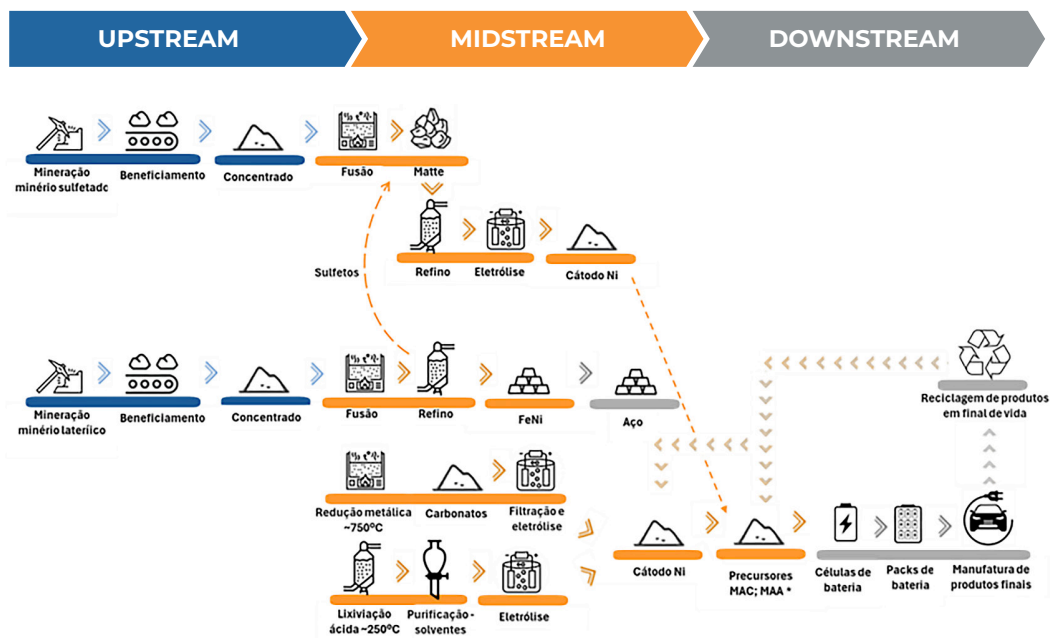 UPSTREAM
MIDSTREAM
DOWNSTREAM
Mineração
minério sulfetado
Beneficiamento
Concentrado
Fusão
Matte
Refino
Eletrólise
Cátodo Ni
Sulfetos
Mineração
minério lateríico
Beneficiamento
Concentrado
Fusão
Refino
FeNi
Aço
Reciclagem de produtos
em final de vida
Redução metálica
~750ºC
Carbonatos
Filtração e
eletrólise
Lixiviação
ácida ~250ºC
Purificação -
solventes
Eletrólise
Cátodo Ni
Precursores
MAC; MAA *
Células de
bateria
Packs de
bateria
Manufatura de
produtos finais